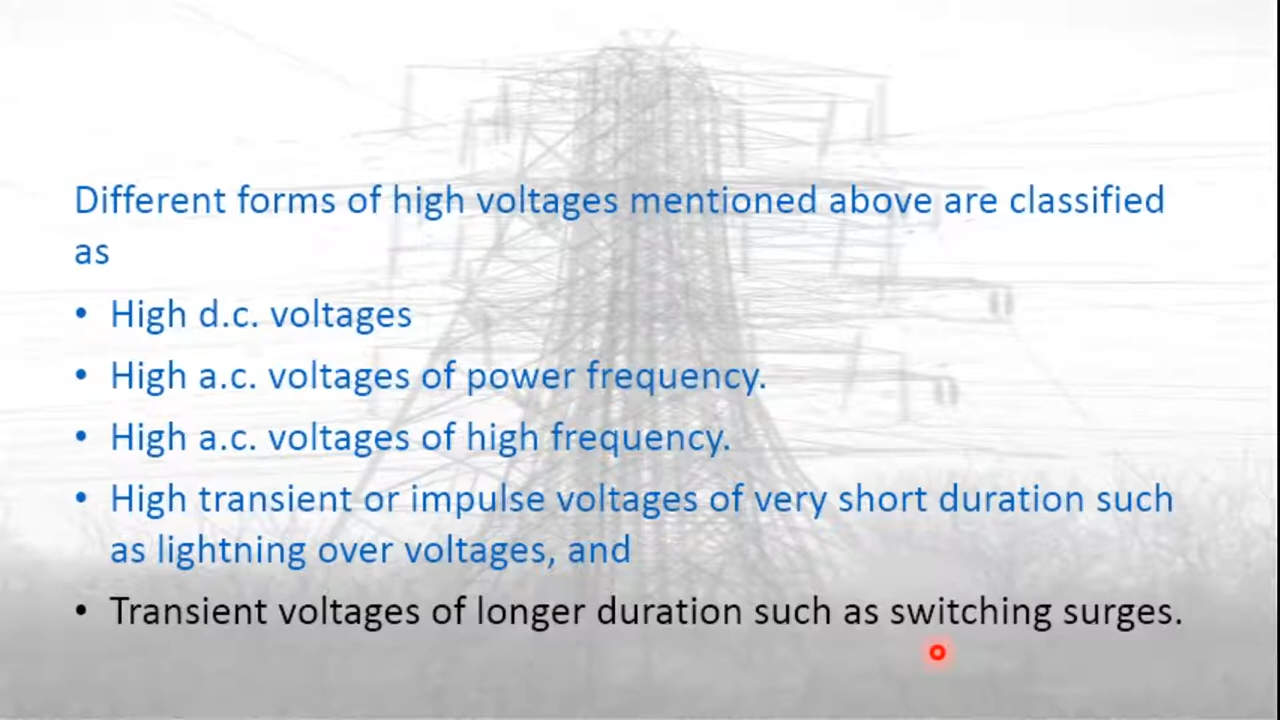 Different forms of high voltages mentioned above are classified
as
• High d.c. voltages
• High a.c. voltages of power frequency.
• High a.c. voltages of high frequency.
• High transient or impulse voltages of very short duration such
as lightning over voltages, and
• Transient voltages of longer duration such as switching surges.